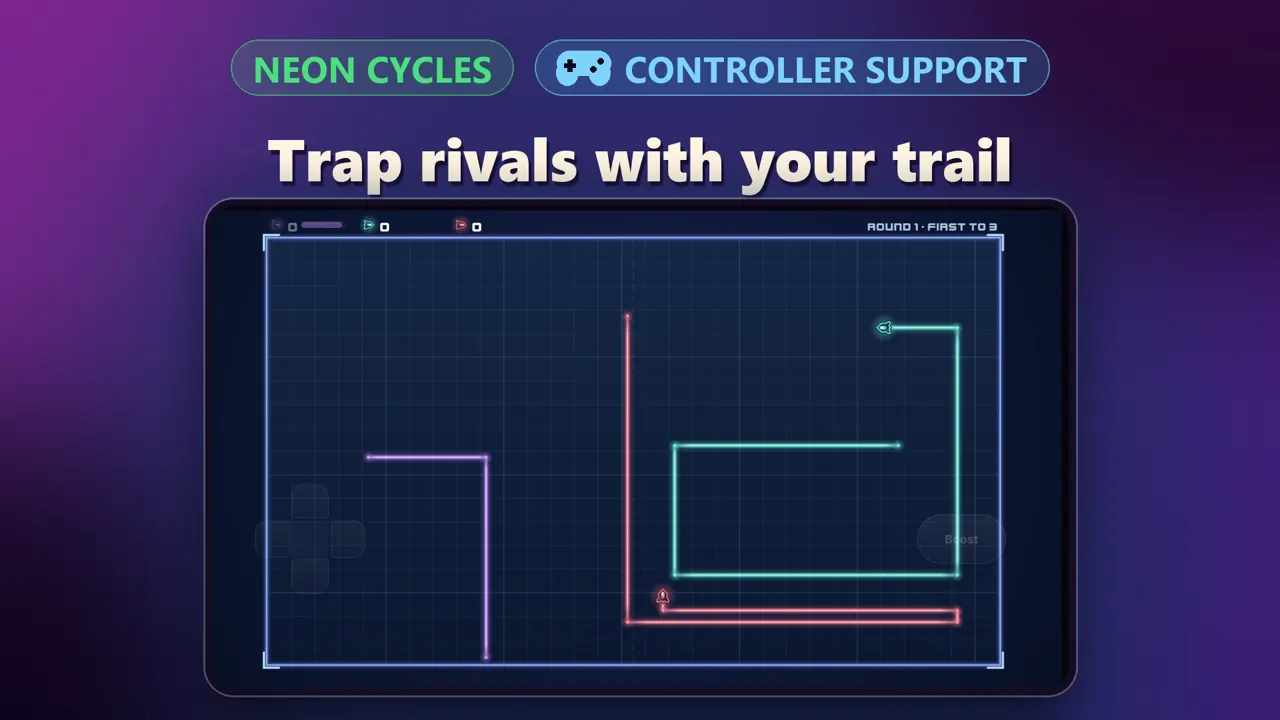 NEON CYCLES
CONTROLLER SUPPORT
Trap rivals with your trail
0 0 0
ROUND 1 · FIRST TO 3
Boost